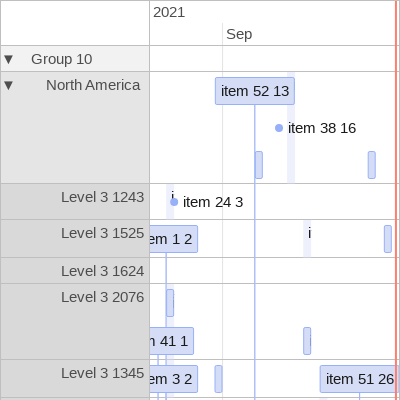 2021
Sep
▼ Group 10
▼ North America
item 52 13
item 38 16
Level 3 1243
i
item 24 3
Level 3 1525
em 1 2
i
Level 3 1624
Level 3 2076
41 1
Level 3 1345
em 3 2
item 51 26